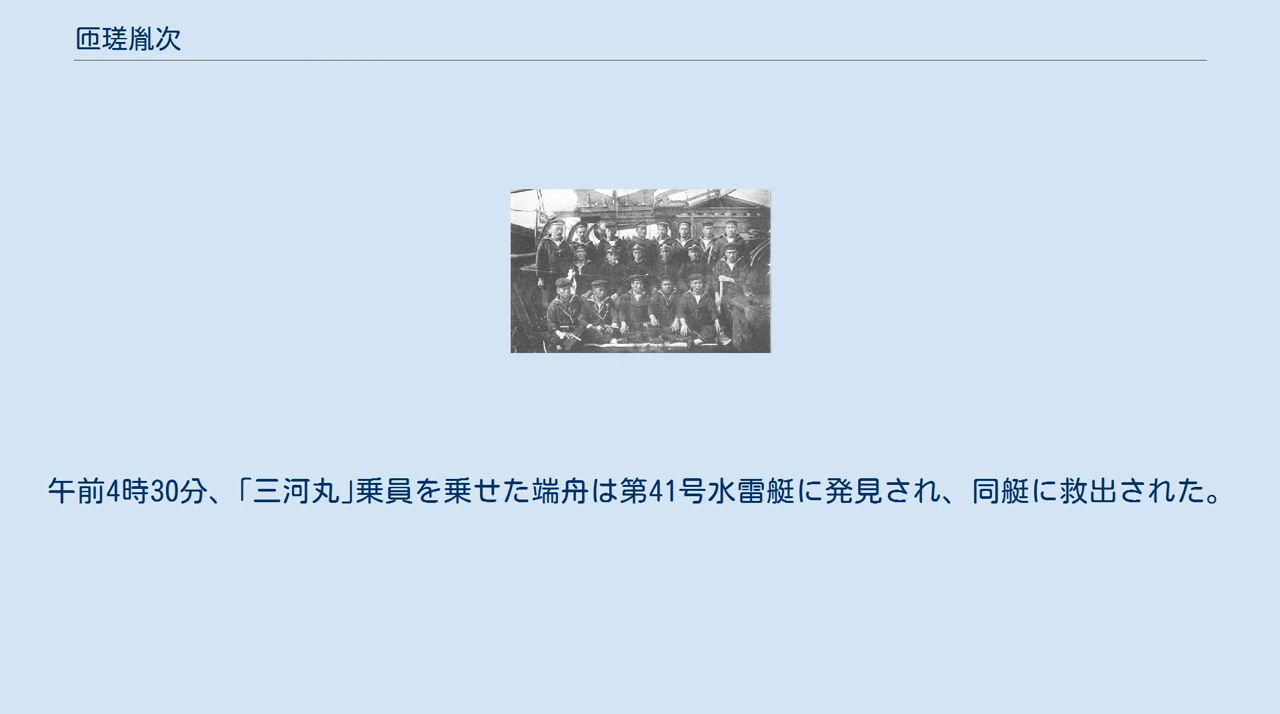 匝瑳胤次
午前4時30分、｢三河丸｣乗員を乗せた端舟は第41号水雷艇に発見され、同艇に救出された。